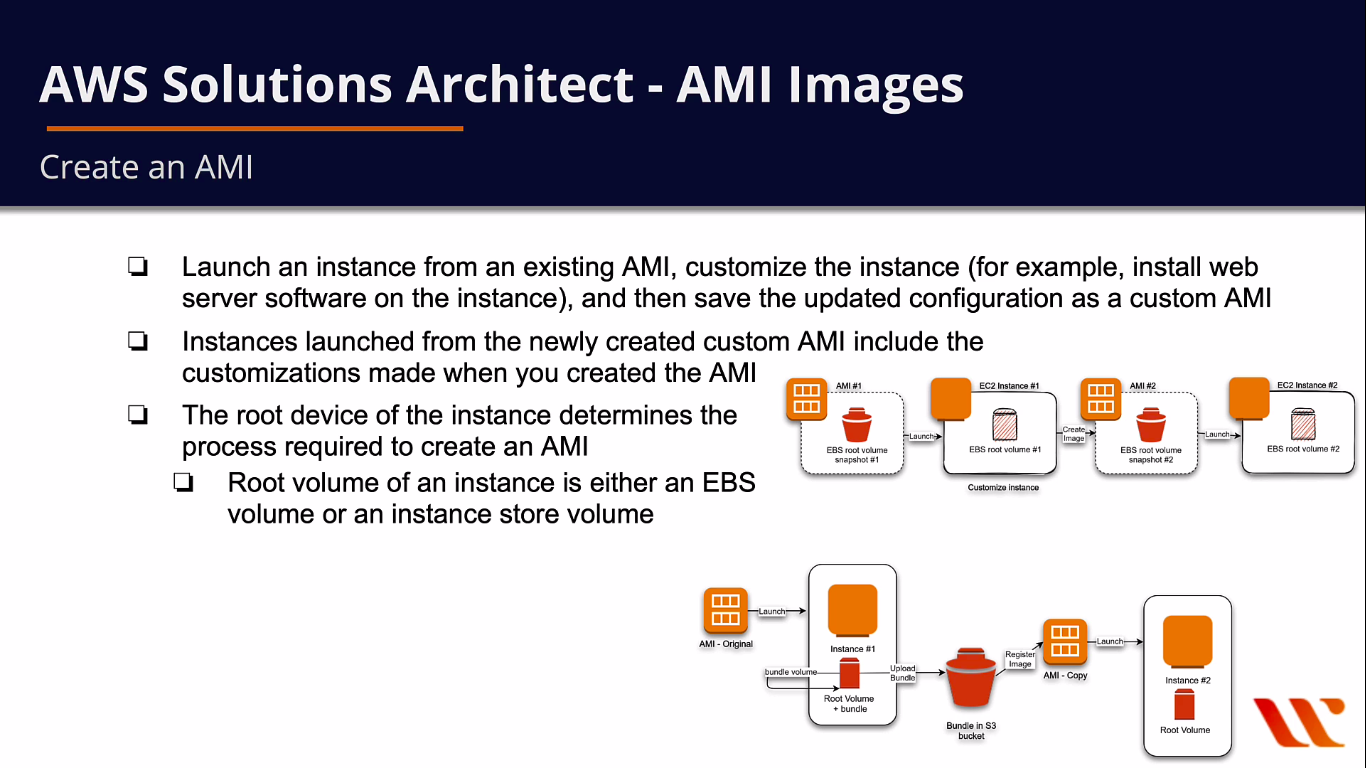 AWS Solutions Architect - AMI Images
Create an AMI
❏ Launch an instance from an existing AMI, customize the instance (for example, install web
server software on the instance), and then save the updated configuration as a custom AMI
❏ Instances launched from the newly created custom AMI include the
customizations made when you created the AMI
❏ The root device of the instance determines the
process required to create an AMI
❏ Root volume of an instance is either an EBS
volume or an instance store volume
AMI #1
EBS root volume
snapshot #1
Launch
EC2 Instance #1
EBS root volume #1
Customize instance
Create
Image
AMI #2
EBS root volume
snapshot #2
Launch
EC2 Instance #2
EBS root volume #2
AMI - Original
Launch
Instance #1
bundle volume
Root Volume
+ bundle
Upload
Bundle
Bundle in S3
bucket
Register
Image
AMI - Copy
Launch
Instance #2
Root Volume